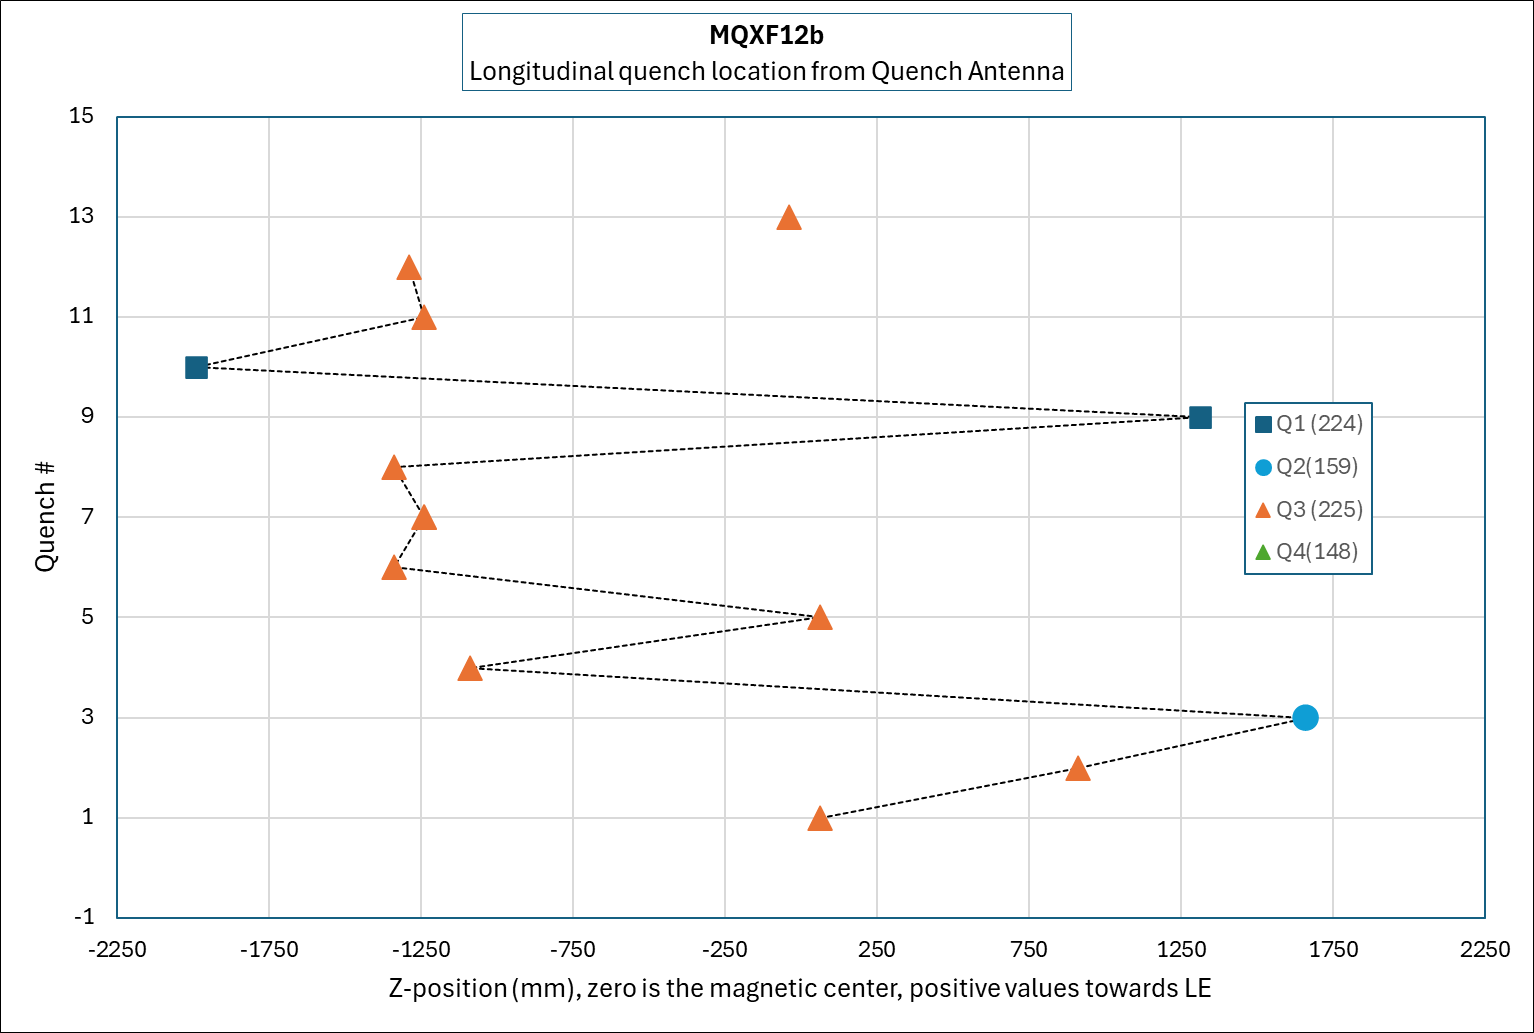 MQXF12b
Longitudinal quench location from Quench Antenna
15
13
11
9
7
5
3
1
-1
Quench #
Q1 (224)
Q2(159)
Q3 (225)
Q4(148)
-2250 -1750 -1250 -750 -250 250 750 1250 1750 2250
Z-position (mm), zero is the magnetic center, positive values towards LE